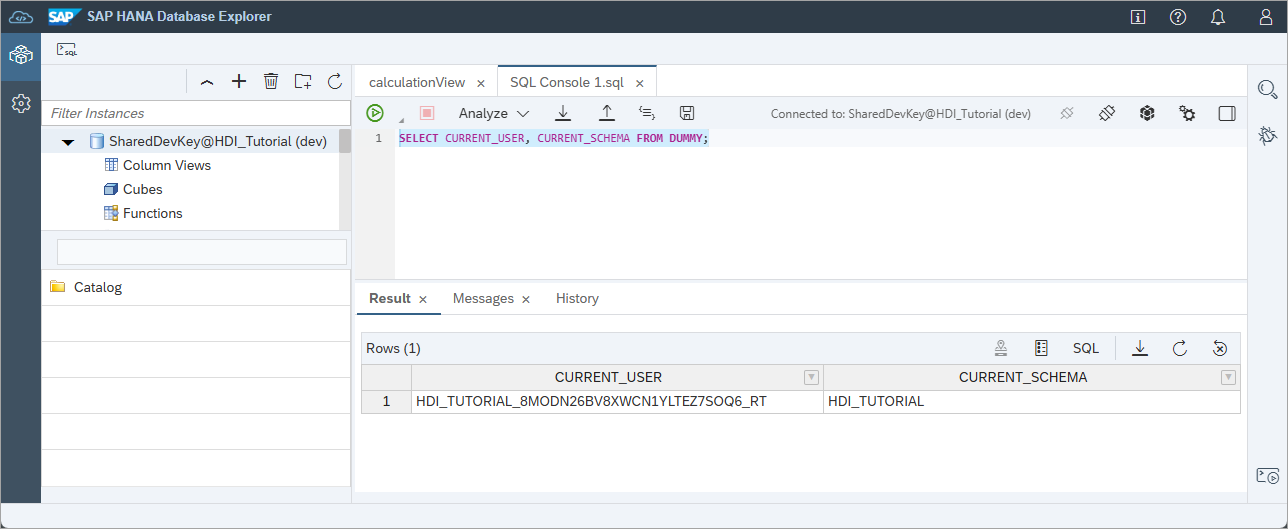 SAP SAP HANA Database Explorer
SQL
Filter Instances
SharedDevKey@HDI_Tutorial (dev)
Column Views
Cubes
Functions
Catalog
calculationView
SQL Console 1.sql
Analyze
Connected to: SharedDevKey@HDI_Tutorial (dev)
1 SELECT CURRENT_USER, CURRENT_SCHEMA FROM DUMMY;
Result
Messages
History
Rows (1)
SQL
CURRENT_USER CURRENT_SCHEMA
1 HDI_TUTORIAL_8MODN26BV8XWCN1YLTEZ7SOQ6_RT HDI_TUTORIAL